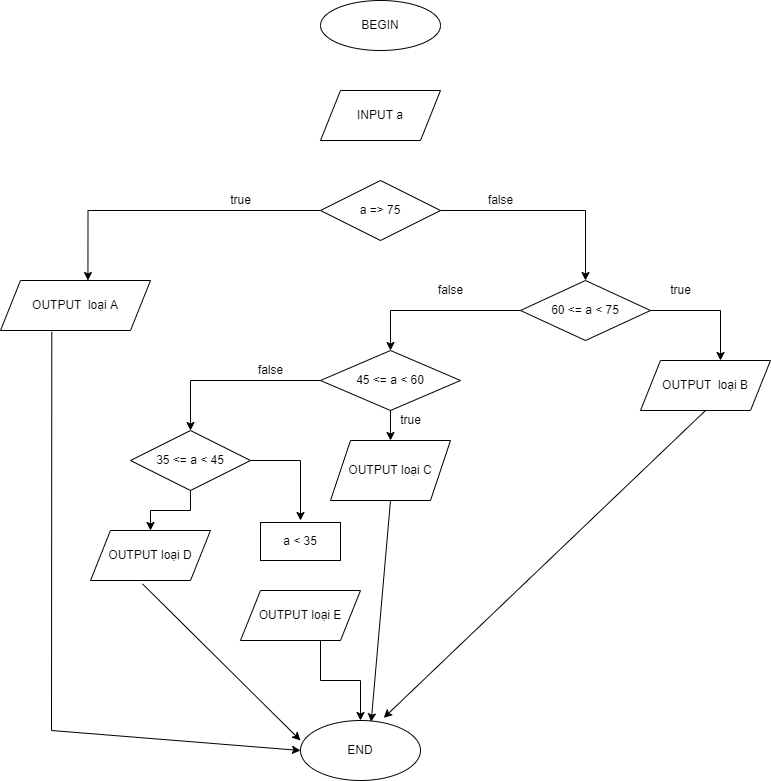 BEGIN
INPUT a
a => 75
true
false
OUTPUT loại A
60 <= a < 75
false
true
45 <= a < 60
OUTPUT loại B
false
true
35 <= a < 45
OUTPUT loại C
OUTPUT loại D
a < 35
OUTPUT loại E
END